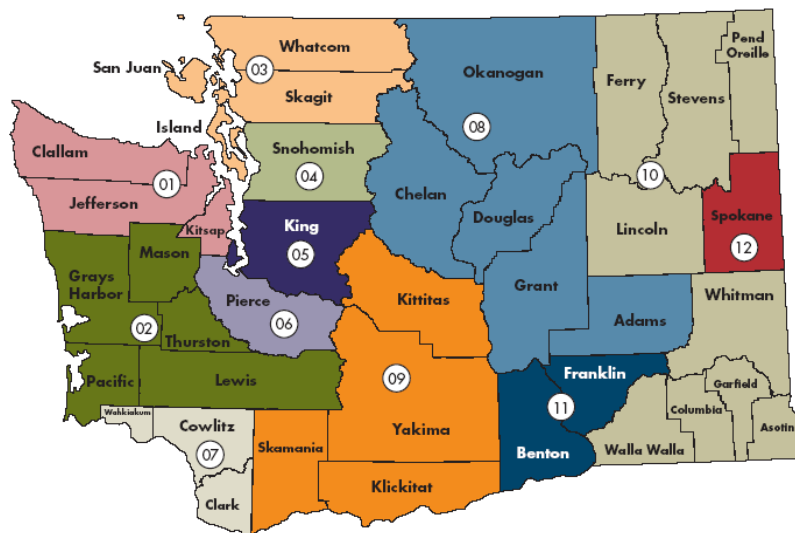 Whatcom
San Juan
03
Skagit
Island
Okanogan
Ferry
Stevens
Pend
Oreille
08
Clallam
01
Jefferson
Kitsap
Snohomish
04
Chelan
Douglas
10
Lincoln
Spokane
12
King
05
Mason
Grays
Harbor
02
Thurston
Pierce
06
Kittitas
Grant
Adams
Whitman
Pacific
Lewis
09
Yakima
Franklin
11
Benton
Garfield
Columbia
Asotin
Walla Walla
Wahkiakum
Cowlitz
07
Clark
Skamania
Klickitat